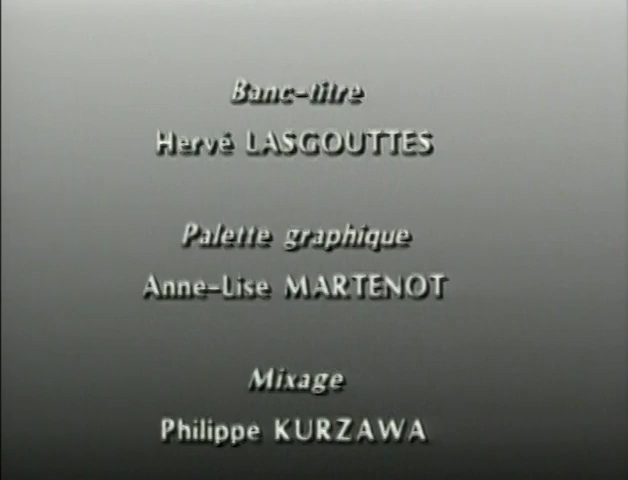 Banc-titre
Hervé LASGOUTTES
Palette graphique
Anne-Lise MARTENOT
Mixage
Philippe KURZAWA